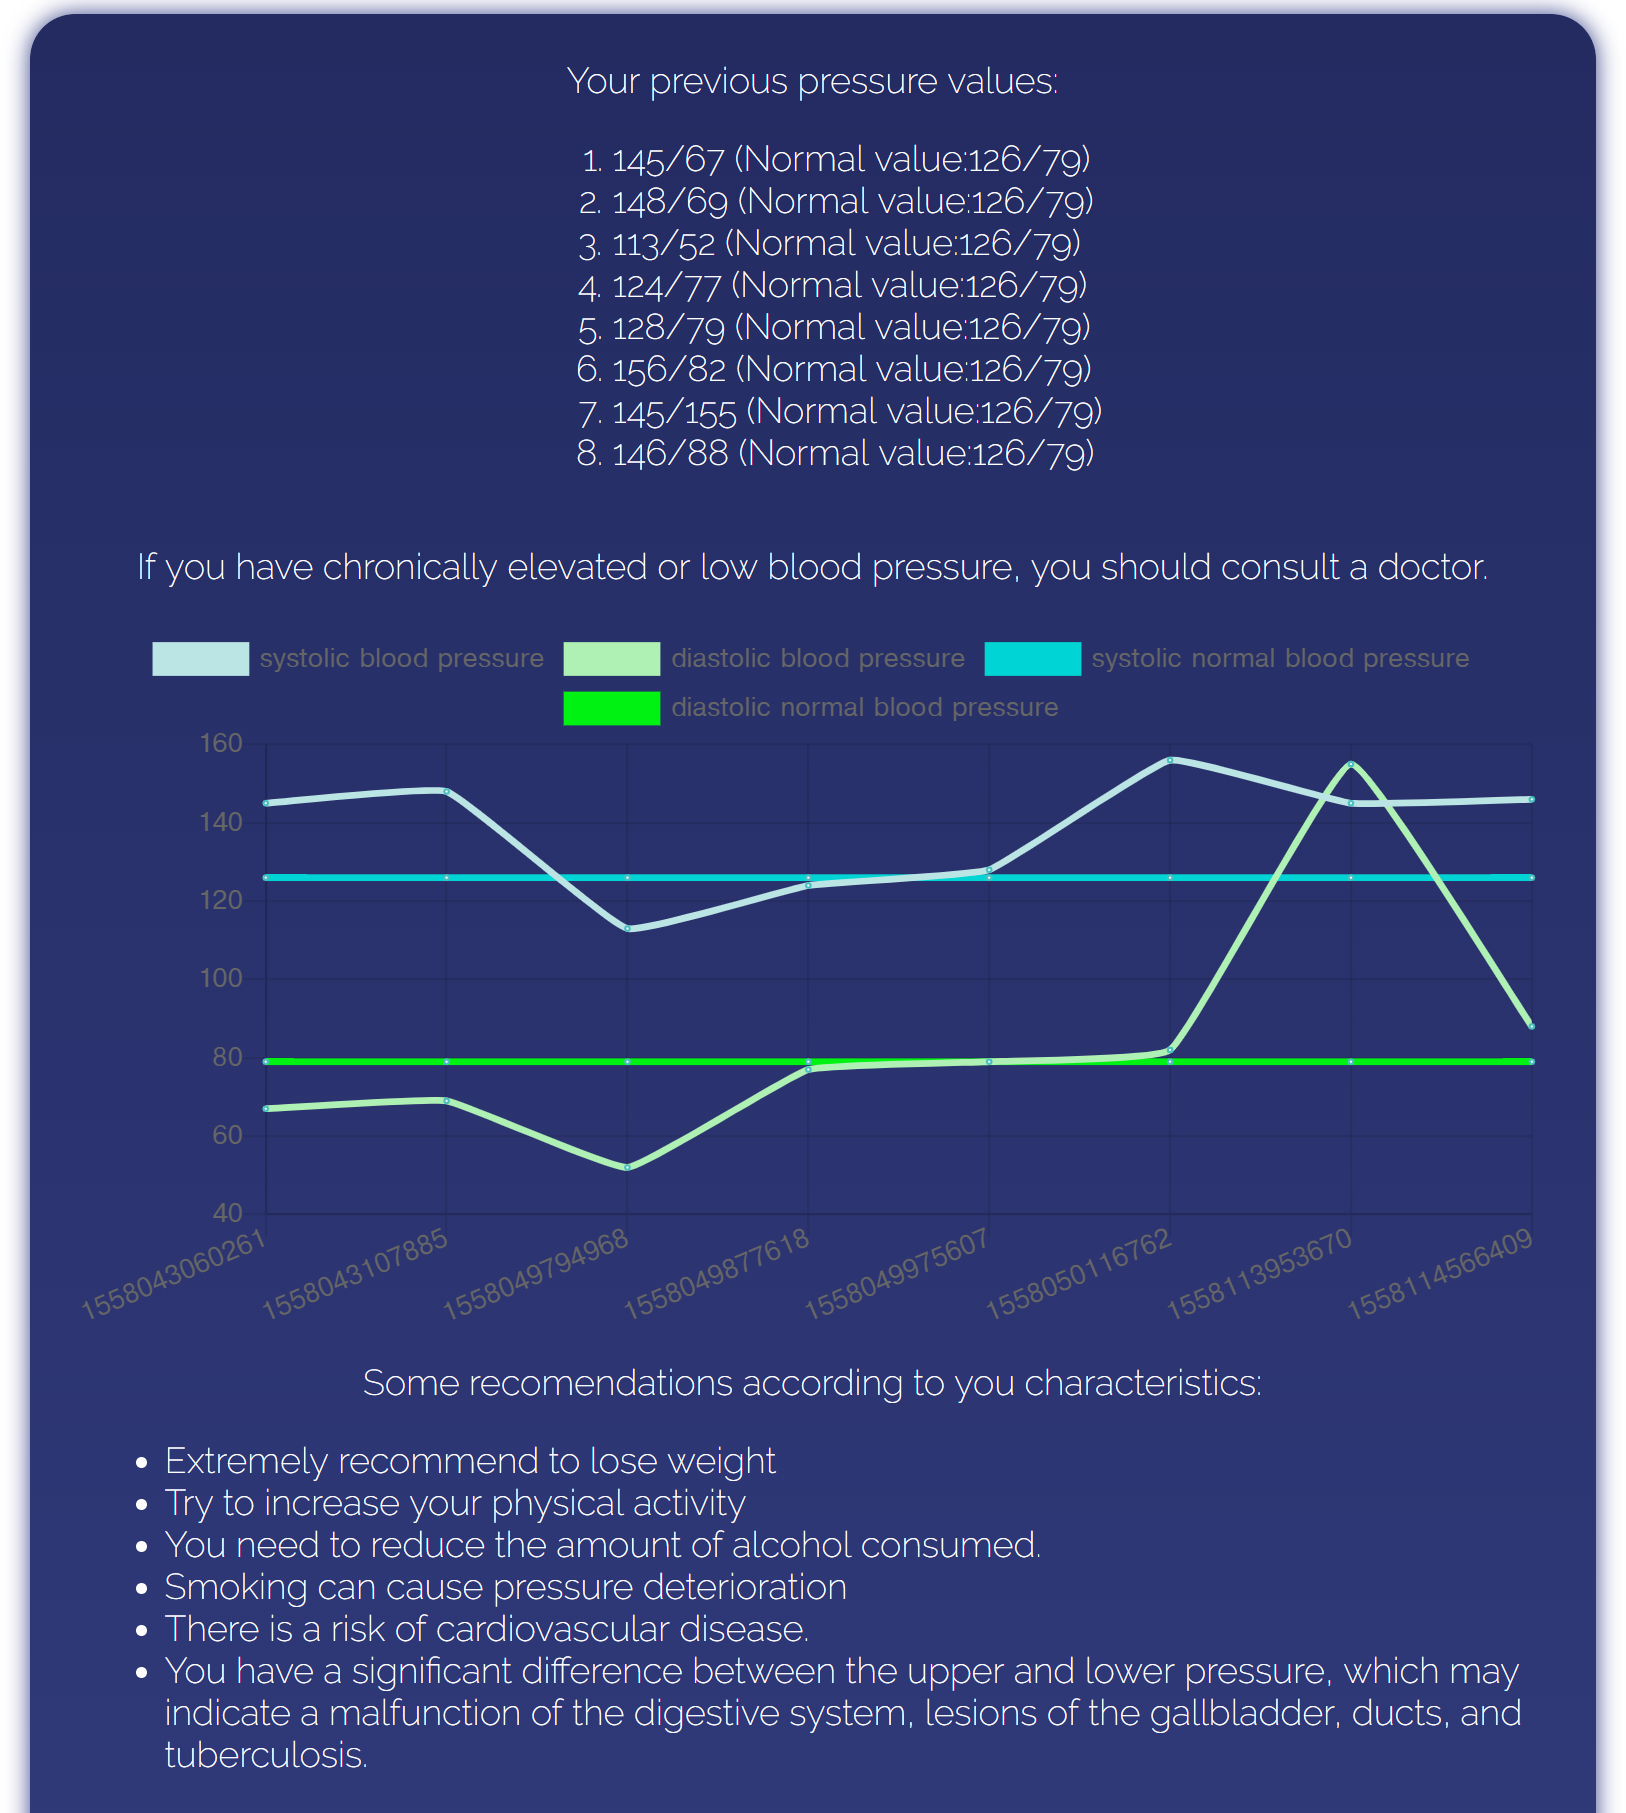 Your previous pressure values:
1. 145/67 (Normal value:126/79)
2. 148/69 (Normal value:126/79)
3. 113/52 (Normal value:126/79)
4. 124/77 (Normal value:126/79)
5. 128/79 (Normal value:126/79)
6. 156/82 (Normal value:126/79)
7. 145/155 (Normal value:126/79)
8. 146/88 (Normal value:126/79)
If you have chronically elevated or low blood pressure, you should consult a doctor.
systolic blood pressure diastolic blood pressure systolic normal blood pressure
diastolic normal blood pressure
160
140
120
100
80
60
40
1558043060261 1558043107885 1558049794968 1558049877618 1558049975607 1558050116762 1558113953670 1558114566409
Some recomendations according to you characteristics:
• Extremely recommend to lose weight
• Try to increase your physical activity
• You need to reduce the amount of alcohol consumed.
• Smoking can cause pressure deterioration
• There is a risk of cardiovascular disease.
• You have a significant difference between the upper and lower pressure, which may
indicate a malfunction of the digestive system, lesions of the gallbladder, ducts, and
tuberculosis.